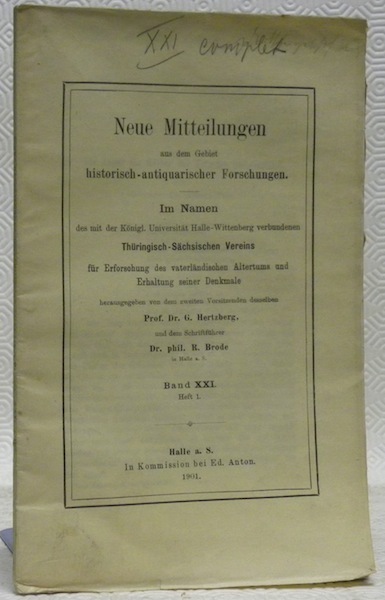 XXI complet
Neue Mitteilungen
aus dem Gebiet
historisch-antiquarischer Forschungen.
Im Namen
des mit der Königl. Universität Halle-Wittenberg verbundenen
Thüringisch-Sächsischen Vereins
für Erforschung des vaterländischen Altertums und
Erhaltung seiner Denkmale
herausgegeben von dem zweiten Vorsitzenden desselben
Prof. Dr. G. Hertzberg,
und dem Schriftführer
Dr. phil. R. Brode
in Halle a. S.
Band XXI.
Heft 1.
Halle a. S.
In Kommission bei Ed. Anton.
1901.